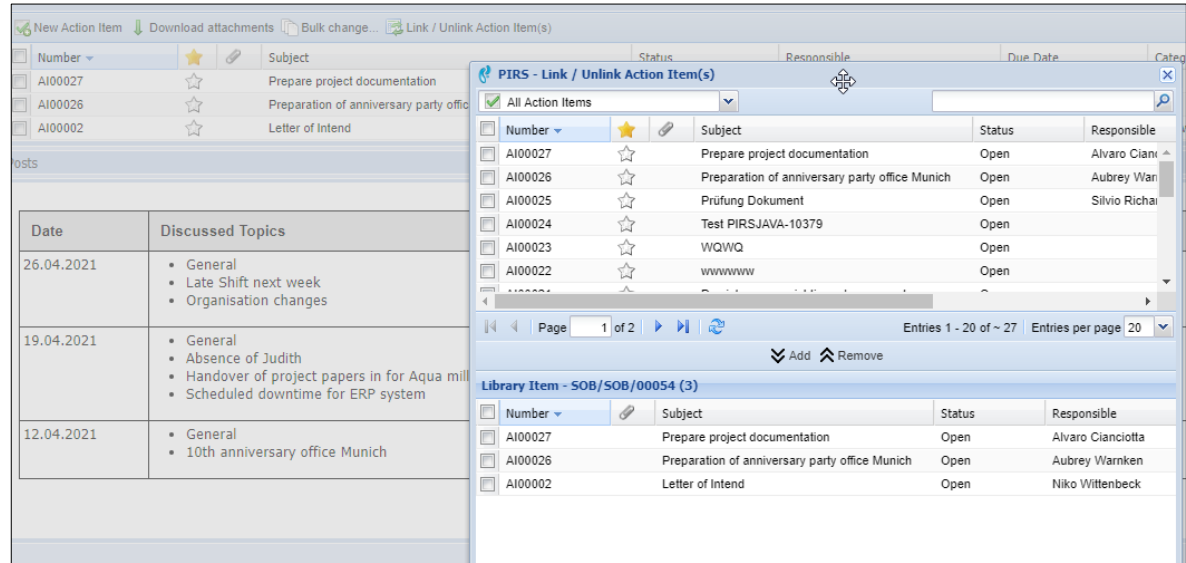 New Action Item Download attachments Bulk change... Link / Unlink Action Item(s)
Number Subject Status Responsible Due Date Categ
AI00027 Prepare project documentation
AI00026 Preparation of anniversary party offic
AI00002 Letter of Intend
osts
Date Discussed Topics
26.04.2021 General
Late Shift next week
Organisation changes
19.04.2021 General
Absence of Judith
Handover of project papers in for Aqua mill
Scheduled downtime for ERP system
12.04.2021 General
10th anniversary office Munich
PIRS - Link / Unlink Action Item(s)
All Action Items
Number Subject Status Responsible
AI00027 Prepare project documentation Open Alvaro Cian
AI00026 Preparation of anniversary party office Munich Open Aubrey Warn
AI00025 Prüfung Dokument Open Silvio Richar
AI00024 Test PIRSJAVA-10379 Open
AI00023 WQWQ Open
AI00022 wwwwww Open
Page 1 of 2 Entries 1 - 20 of ~ 27 Entries per page 20
Add Remove
Library Item - SOB/SOB/00054 (3)
Number Subject Status Responsible
AI00027 Prepare project documentation Open Alvaro Cianciotta
AI00026 Preparation of anniversary party office Munich Open Aubrey Warnken
AI00002 Letter of Intend Open Niko Wittenbeck